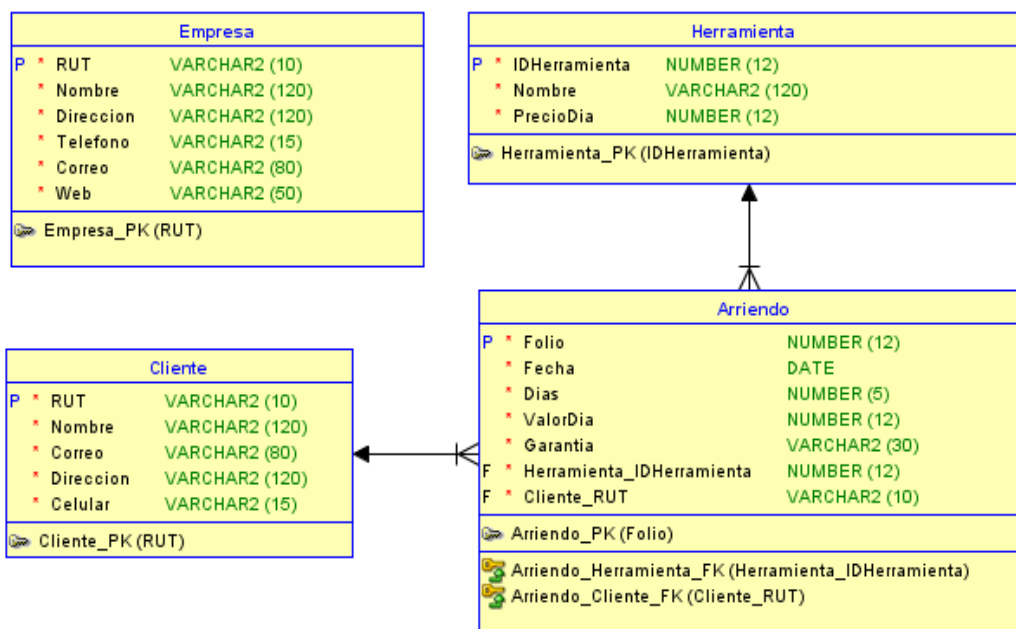 Empresa
P * RUT VARCHAR2 (10)
* Nombre VARCHAR2 (120)
* Direccion VARCHAR2 (120)
* Telefono VARCHAR2 (15)
* Correo VARCHAR2 (80)
* Web VARCHAR2 (50)
Empresa_PK (RUT)
Herramienta
P * IDHerramienta NUMBER (12)
* Nombre VARCHAR2 (120)
* PrecioDia NUMBER (12)
Herramienta_PK (IDHerramienta)
Cliente
P * RUT VARCHAR2 (10)
* Nombre VARCHAR2 (120)
* Correo VARCHAR2 (80)
* Direccion VARCHAR2 (120)
* Celular VARCHAR2 (15)
Cliente_PK (RUT)
Arriendo
P * Folio NUMBER (12)
* Fecha DATE
* Dias NUMBER (5)
* ValorDia NUMBER (12)
* Garantia VARCHAR2 (30)
F * Herramienta_IDHerramienta NUMBER (12)
F * Cliente_RUT VARCHAR2 (10)
Arriendo_PK (Folio)
Arriendo_Herramienta_FK (Herramienta_IDHerramienta)
Arriendo_Cliente_FK (Cliente_RUT)